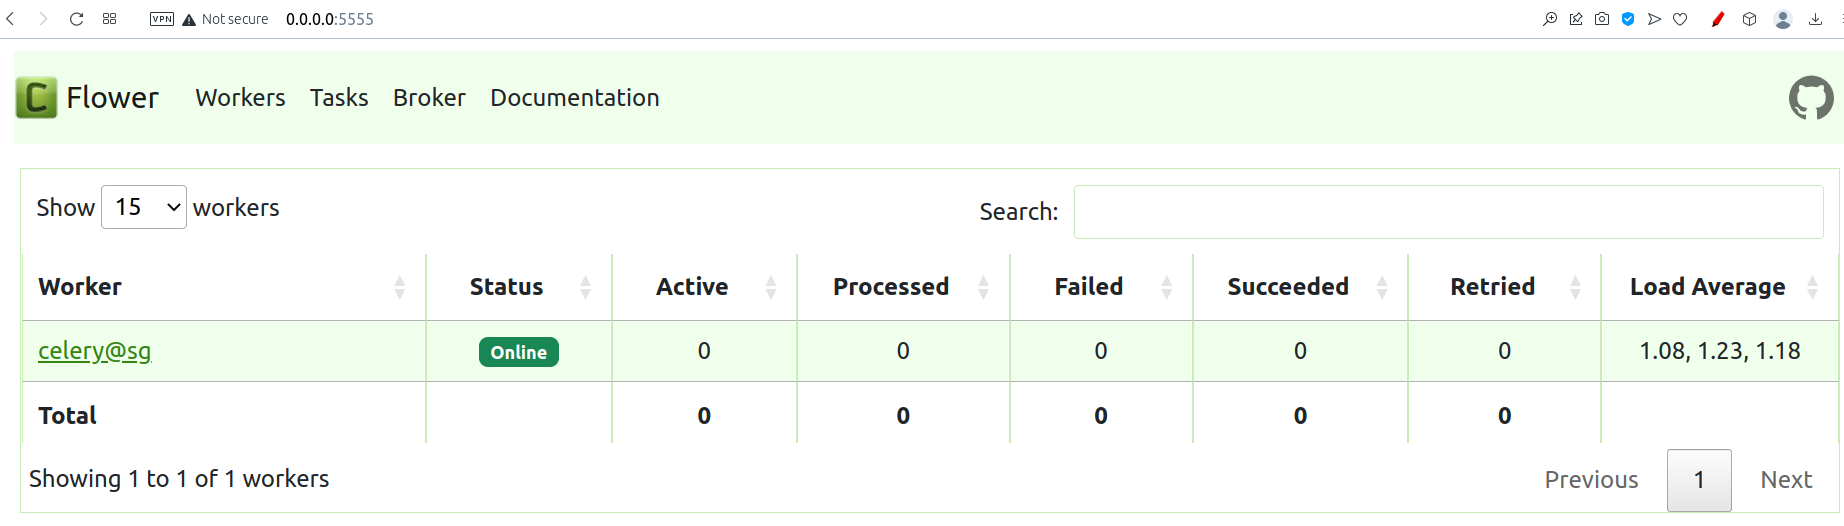 VPN Not secure 0.0.0.0:5555
C Flower Workers Tasks Broker Documentation
Show 15 workers Search:
Worker Status Active Processed Failed Succeeded Retried Load Average
celery@sg Online 0 0 0 0 0 1.08, 1.23, 1.18
Total 0 0 0 0 0
Showing 1 to 1 of 1 workers Previous 1 Next